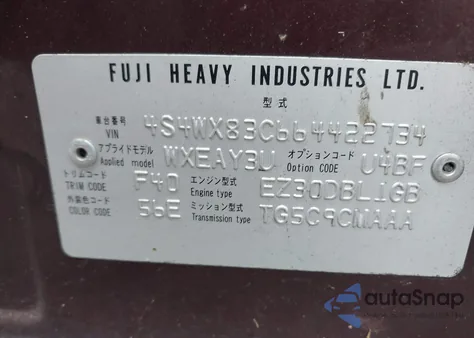 FUJI HEAVY INDUSTRIES LTD.
型式
車台番号 VIN 4S4WX83C664422734
アプライドモデル Applied model WXEAY3U オプションコード Option CODE U4BF
トリムコード TRIM CODE F40 エンジン型式 Engine type EZ30DBL1GB
外装色コード COLOR CODE 56E ミッション型式 Transmission type TG5C9CMAAA
autoSnap